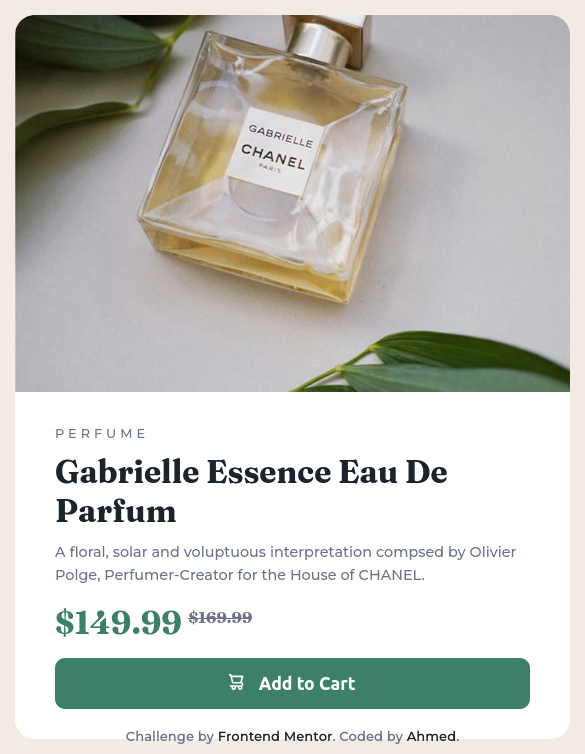 GABRIELLE
CHANEL
PARIS
PERFUME
Gabrielle Essence Eau De
Parfum
A floral, solar and voluptuous interpretation compsed by Olivier
Polge, Perfumer-Creator for the House of CHANEL.
$149.99 $169.99
Add to Cart
Challenge by Frontend Mentor. Coded by Ahmed.